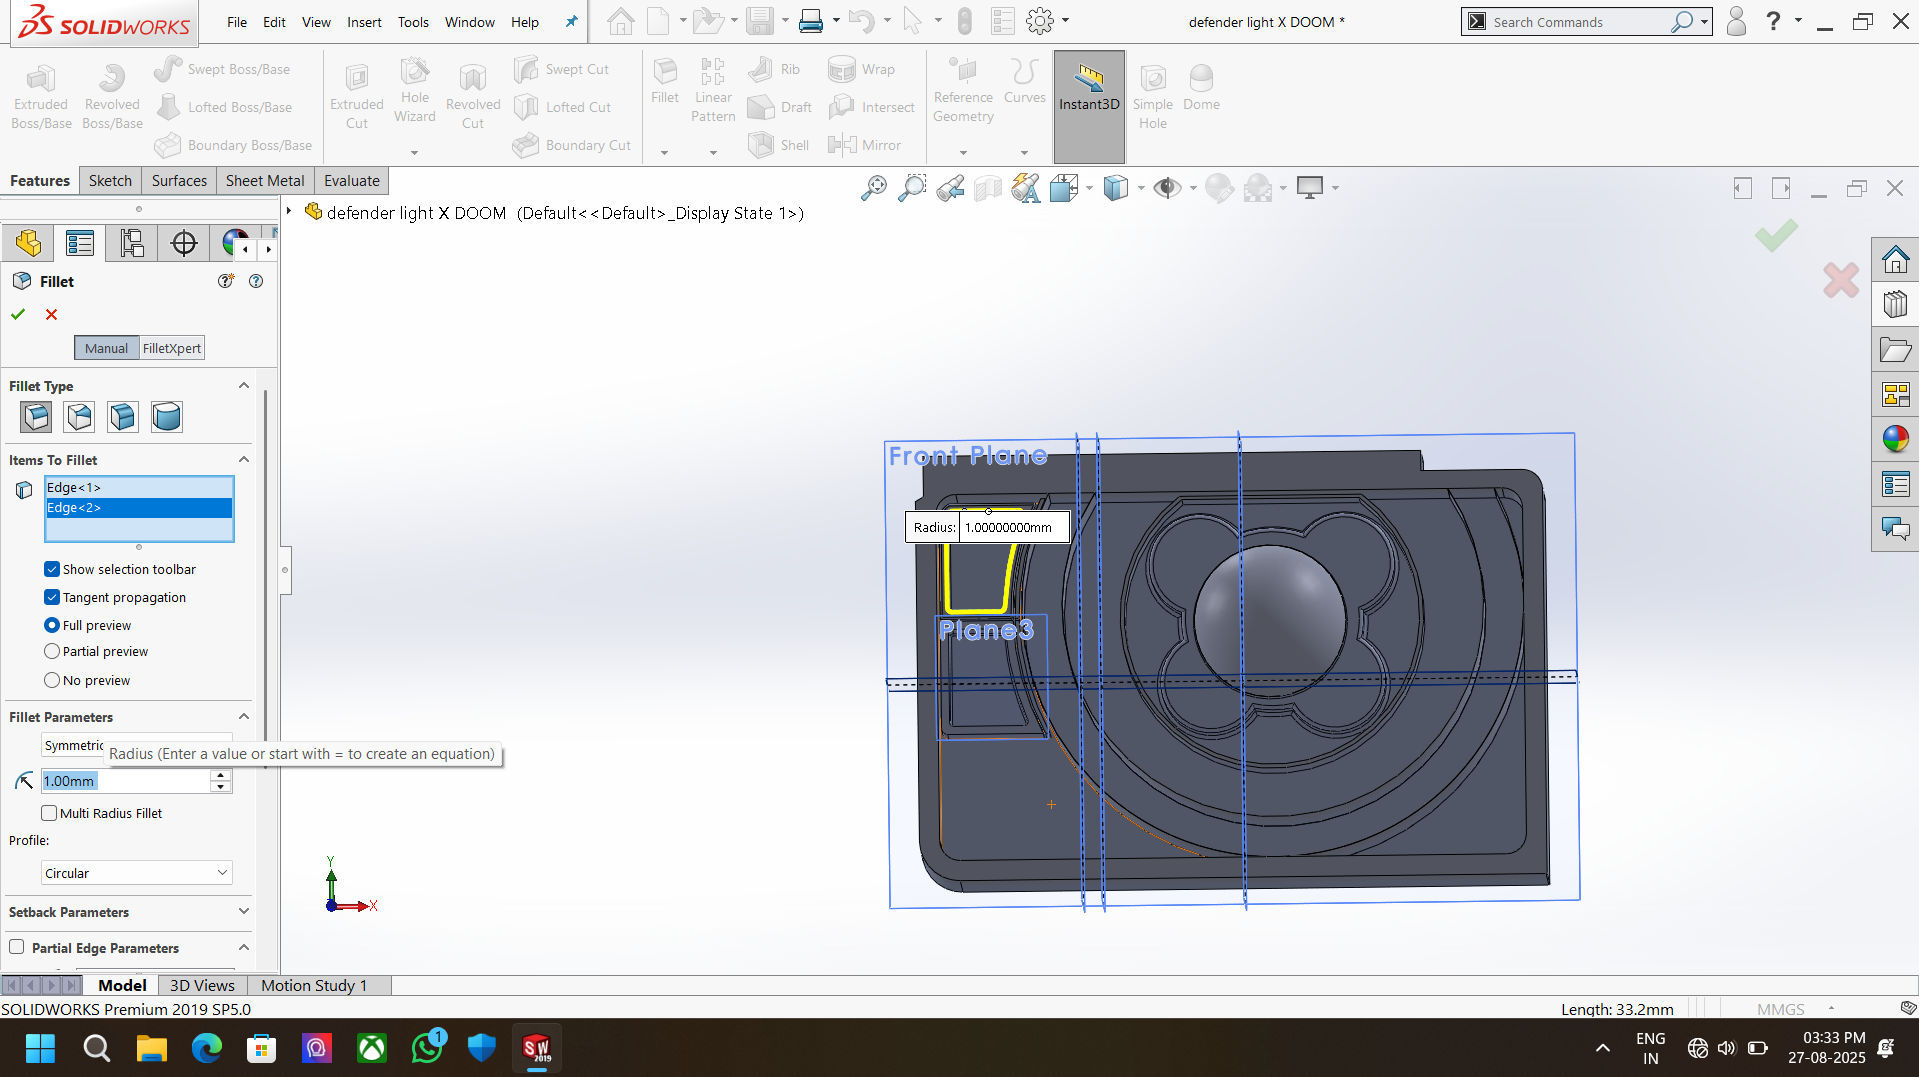 SOLIDWORKS
File Edit View Insert Tools Window Help
defender light X DOOM *
Search Commands
?
Extruded Boss/Base
Revolved Boss/Base
Swept Boss/Base
Lofted Boss/Base
Boundary Boss/Base
Extruded Cut
Hole Wizard
Revolved Cut
Swept Cut
Lofted Cut
Boundary Cut
Fillet
Linear Pattern
Rib
Draft
Shell
Wrap
Intersect
Mirror
Reference Geometry
Curves
Instant3D
Simple Hole
Dome
Features Sketch Surfaces Sheet Metal Evaluate
defender light X DOOM (Default<<Default>_Display State 1>)
Fillet
Manual FilletXpert
Fillet Type
Items To Fillet
Edge<1>
Edge<2>
Show selection toolbar
Tangent propagation
Full preview
Partial preview
No preview
Fillet Parameters
Symmetric
Radius (Enter a value or start with = to create an equation)
1.00mm
Multi Radius Fillet
Profile:
Circular
Setback Parameters
Partial Edge Parameters
Front Plane
Radius: 1.00000000mm
Plane3
Y
X
Model 3D Views Motion Study 1
SOLIDWORKS Premium 2019 SP5.0
Length: 33.2mm
MMGS
1
SW
2019
ENG
IN
03:33 PM
27-08-2025